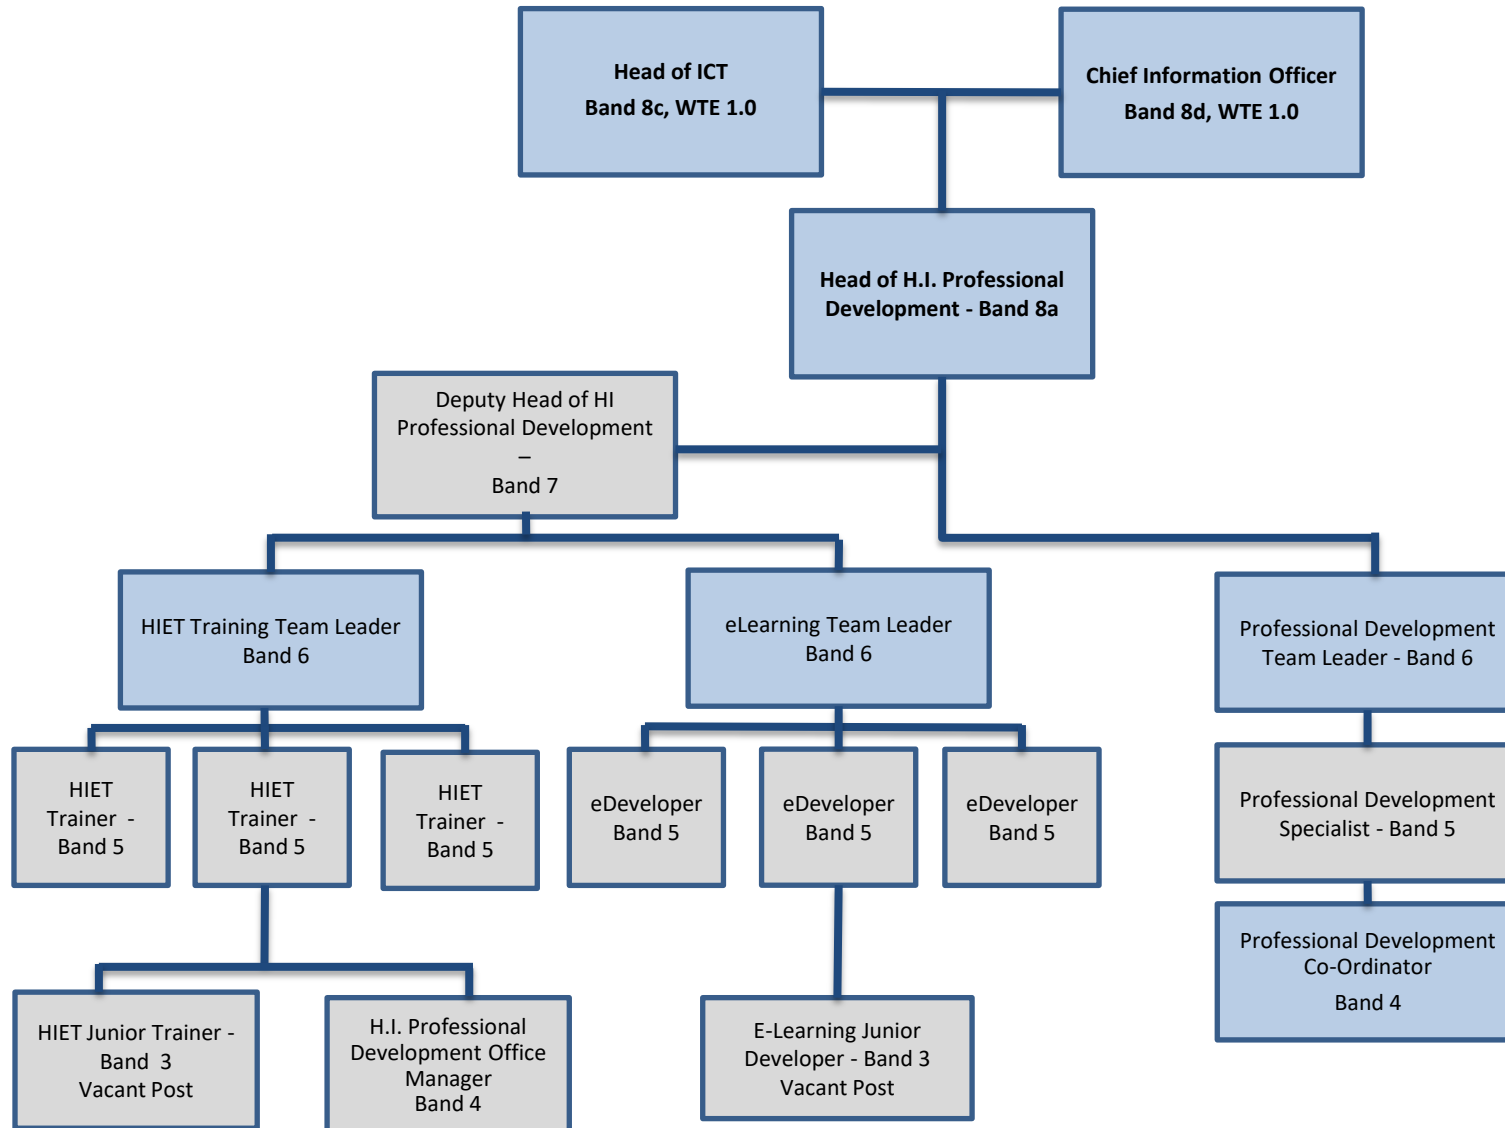 Head of ICT
Band 8c, WTE 1.0
Chief Information Officer
Band 8d, WTE 1.0
Head of H.I. Professional
Development - Band 8a
Deputy Head of HI
Professional Development
–
Band 7
HIET Training Team Leader
Band 6
eLearning Team Leader
Band 6
Professional Development
Team Leader - Band 6
HIET
Trainer -
Band 5
HIET
Trainer -
Band 5
HIET
Trainer -
Band 5
eDeveloper
Band 5
eDeveloper
Band 5
eDeveloper
Band 5
Professional Development
Specialist - Band 5
Professional Development
Co-Ordinator
Band 4
HIET Junior Trainer -
Band 3
Vacant Post
H.I. Professional
Development Office
Manager
Band 4
E-Learning Junior
Developer - Band 3
Vacant Post